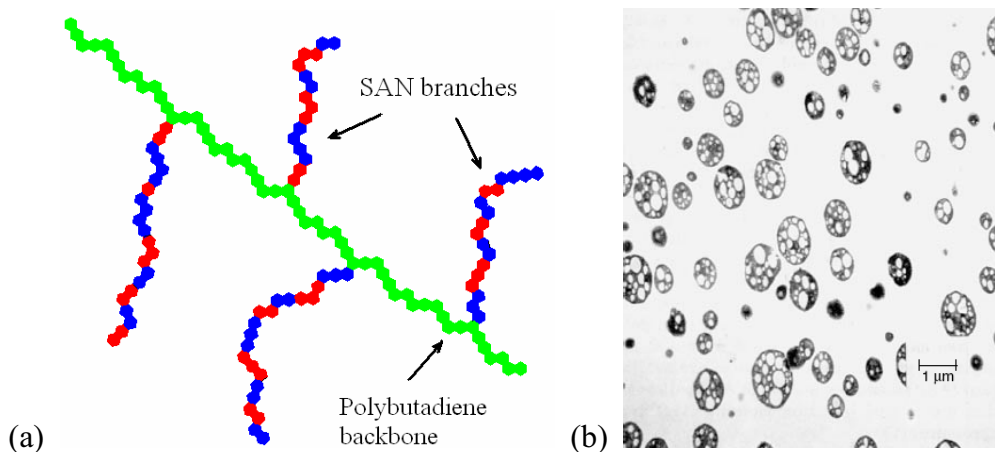 SAN branches
Polybutadiene
backbone
(a)
1 µm
(b)